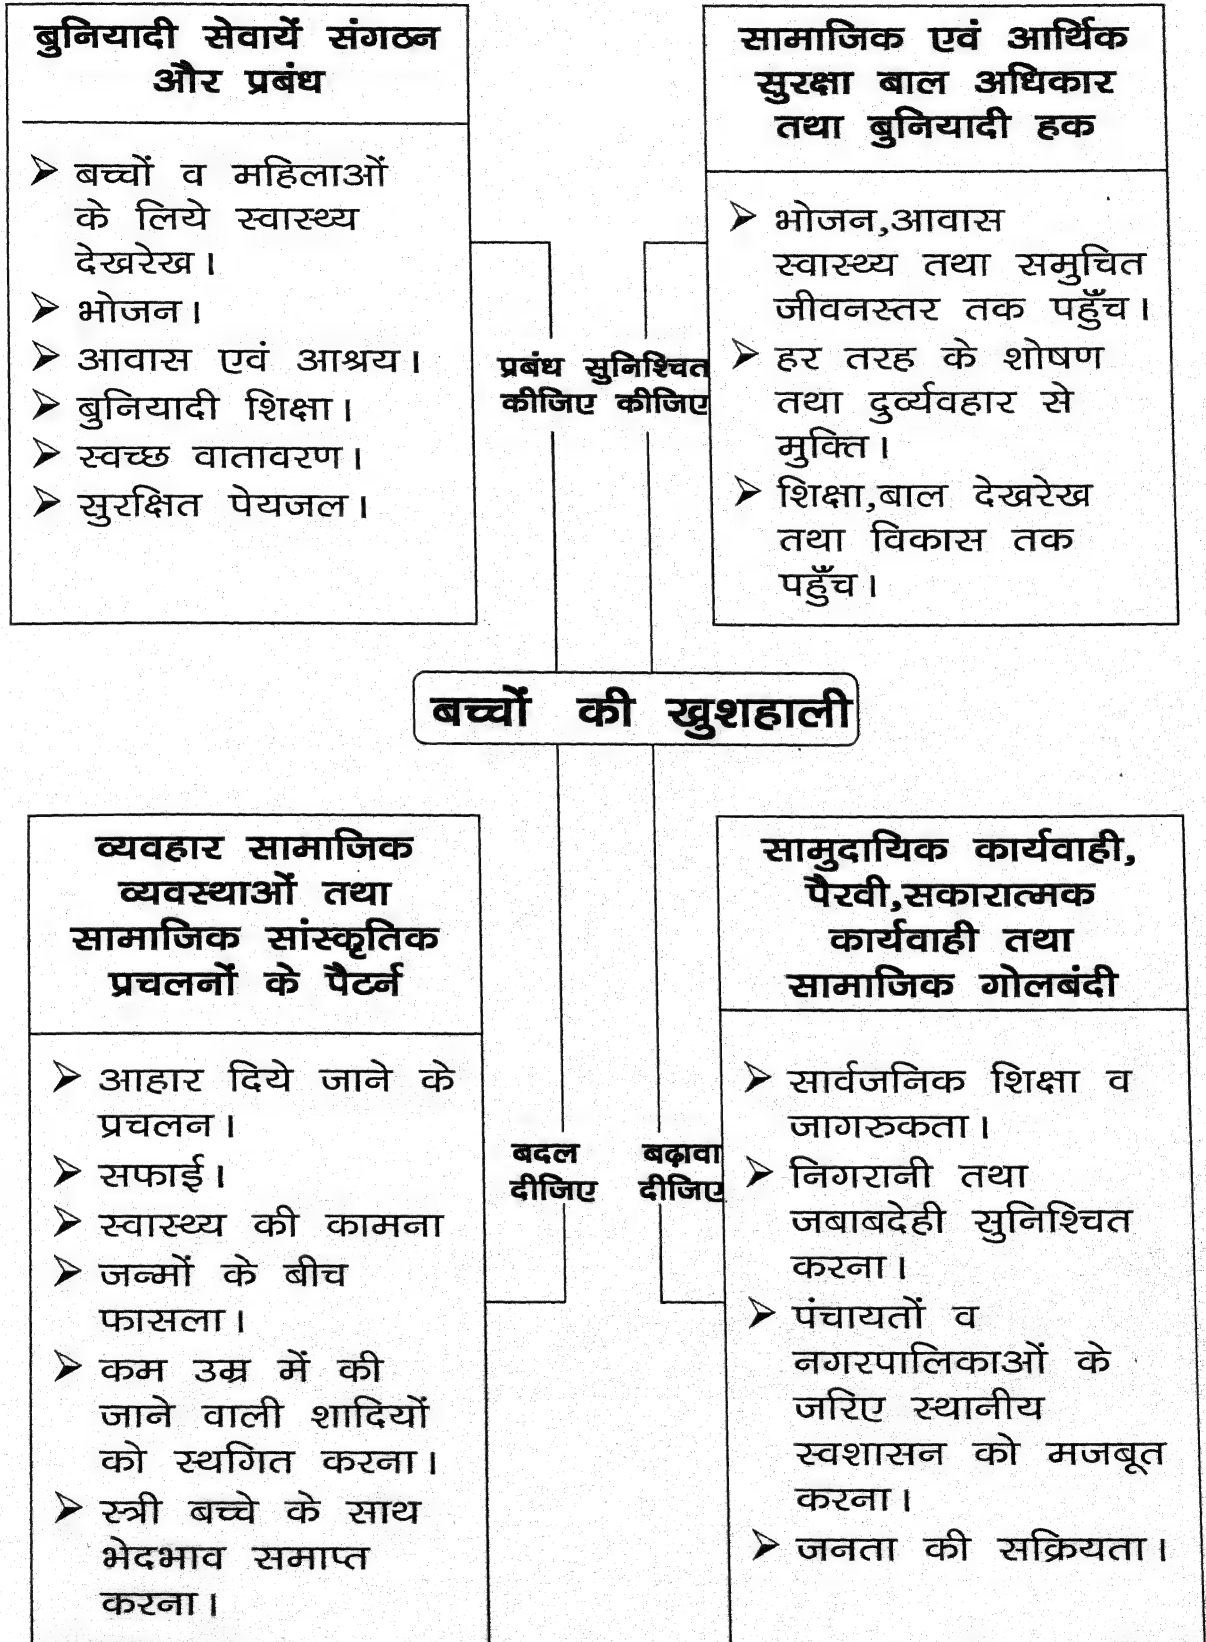 बुनियादी सेवायें संगठन
और प्रबंध
➢ बच्चों व महिलाओं
के लिये स्वास्थ्य
देखरेख।
➢ भोजन।
➢ आवास एवं आश्रय।
➢ बुनियादी शिक्षा।
➢ स्वच्छ वातावरण।
➢ सुरक्षित पेयजल।
सामाजिक एवं आर्थिक
सुरक्षा बाल अधिकार
तथा बुनियादी हक
➢ भोजन,आवास
स्वास्थ्य तथा समुचित
जीवनस्तर तक पहुँच।
➢ हर तरह के शोषण
तथा दुर्व्यवहार से
मुक्ति।
➢ शिक्षा,बाल देखरेख
तथा विकास तक
पहुँच।
प्रबंध
कीजिए
सुनिश्चित
कीजिए
बच्चों की खुशहाली
व्यवहार सामाजिक
व्यवस्थाओं तथा
सामाजिक सांस्कृतिक
प्रचलनों के पैटर्न
➢ आहार दिये जाने के
प्रचलन।
➢ सफाई।
➢ स्वास्थ्य की कामना
➢ जन्मों के बीच
फासला।
➢ कम उम्र में की
जाने वाली शादियों
को स्थगित करना।
➢ स्त्री बच्चे के साथ
भेदभाव समाप्त
करना।
बदल
दीजिए
बढ़ावा
दीजिए
सामुदायिक कार्यवाही,
पैरवी,सकारात्मक
कार्यवाही तथा
सामाजिक गोलबंदी
➢ सार्वजनिक शिक्षा व
जागरुकता।
➢ निगरानी तथा
जबाबदेही सुनिश्चित
करना।
➢ पंचायतों व
नगरपालिकाओं के
जरिए स्थानीय
स्वशासन को मजबूत
करना।
➢ जनता की सक्रियता।